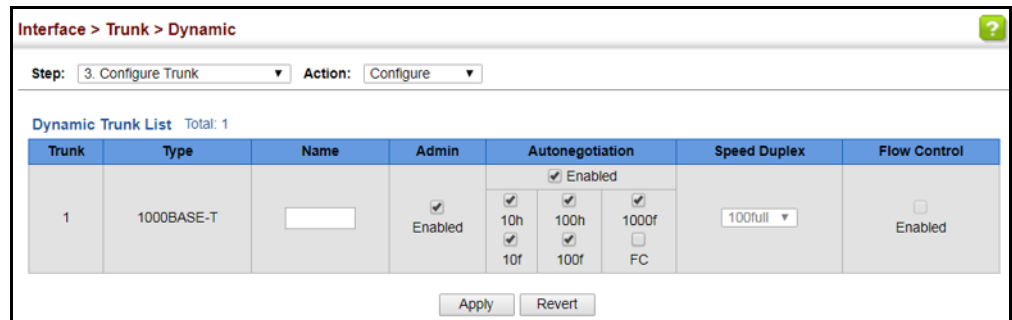 Interface > Trunk > Dynamic
?
Step: 3. Configure Trunk Action: Configure
Dynamic Trunk List Total: 1
Trunk Type Name Admin Autonegotiation Speed Duplex Flow Control
Enabled
1 1000BASE-T Enabled 10h 100h 1000f 100full Enabled
10f 100f FC
Apply Revert